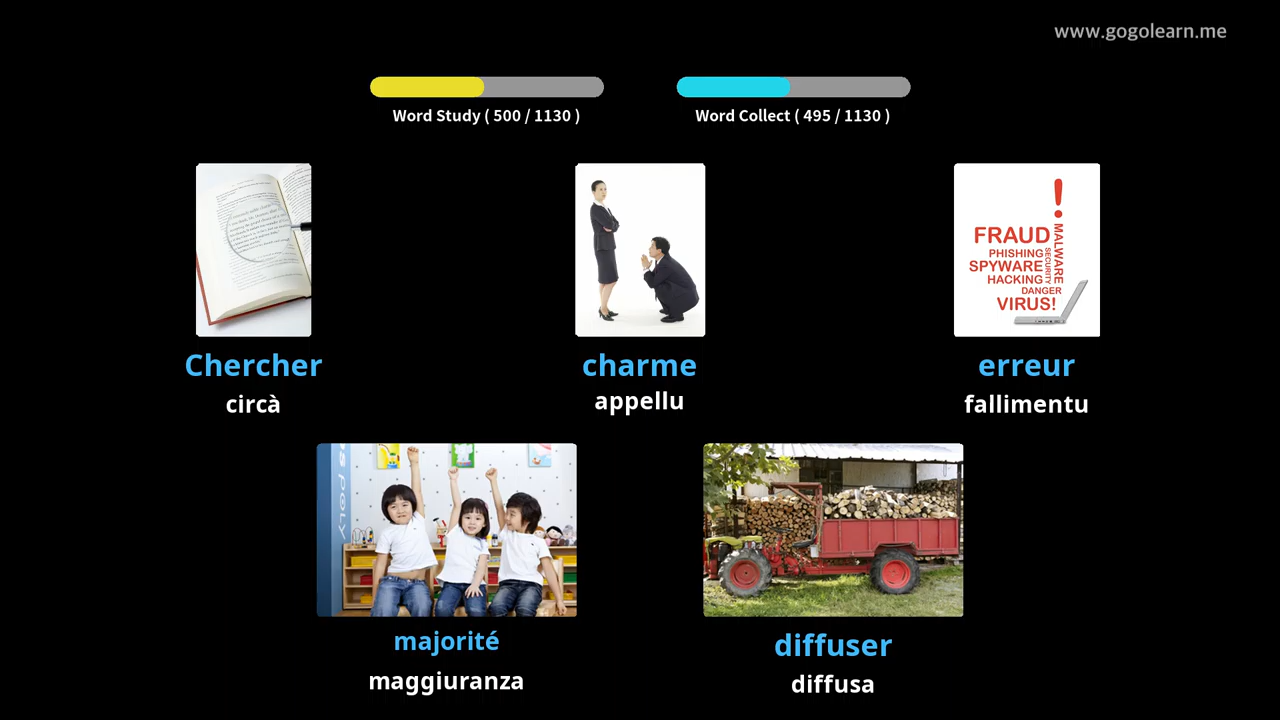 www.gogolearn.me
Word Study ( 500 / 1130 )
Word Collect ( 495 / 1130 )
FRAUD
PHISHING
SPYWARE
HACKING
DANGER
VIRUS!
!
MALWARE
SECURITY
Chercher
circà
charme
appellu
erreur
fallimentu
POLY
majorité
maggiuranza
diffuser
diffusa